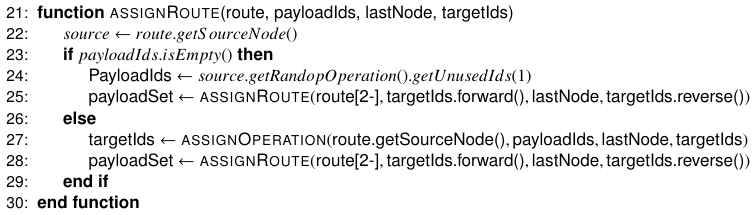 21: function ASSIGNROUTE(route, payloadIds, lastNode, targetIds)
22: source ← route.getSourceNode()
23: if payloadIds.isEmpty() then
24: PayloadIds ← source.getRandopOperation().getUnusedIds(1)
25: payloadSet ← ASSIGNROUTE(route[2-], targetIds.forward(), lastNode, targetIds.reverse())
26: else
27: targetIds ← ASSIGNOPERATION(route.getSourceNode(), payloadIds, lastNode, targetIds)
28: payloadSet ← ASSIGNROUTE(route[2-], targetIds.forward(), lastNode, targetIds.reverse())
29: end if
30: end function